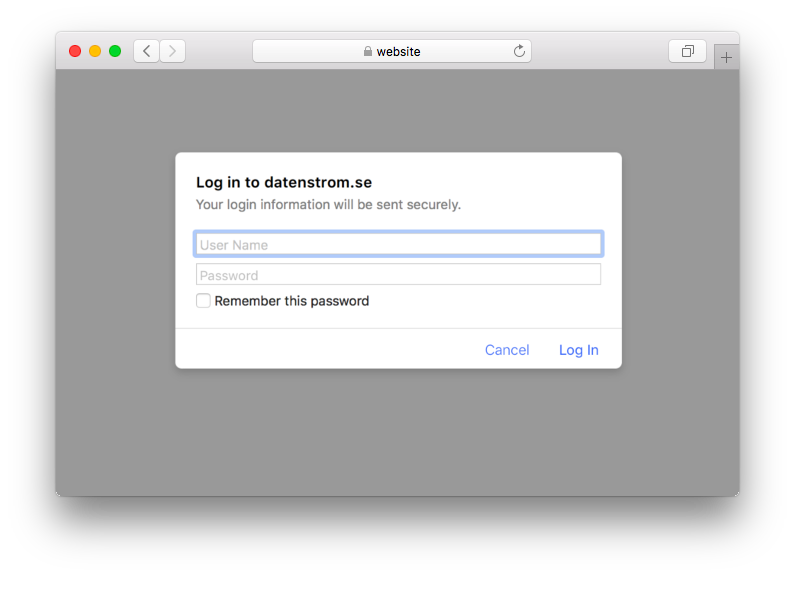 website
Log in to datenstrom.se
Your login information will be sent securely.
User Name
Password
Remember this password
Cancel Log In